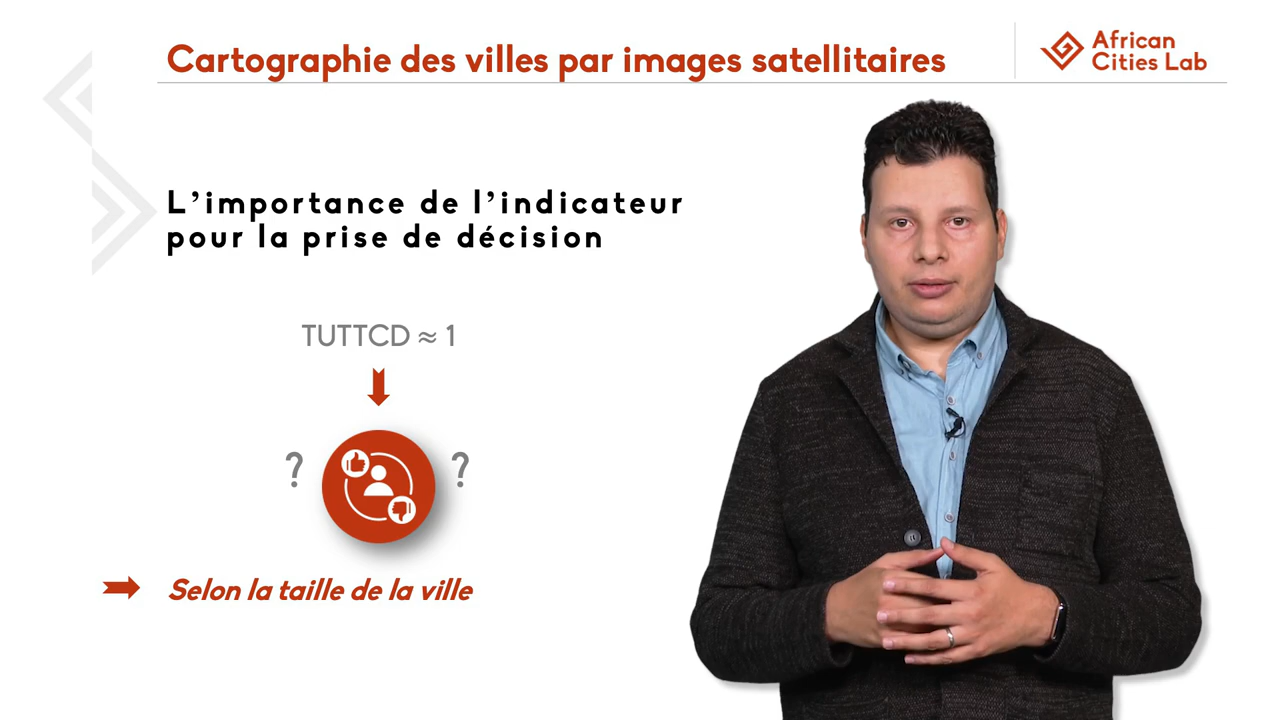 Cartographie des villes par images satellitaires
African
Cities Lab
L’importance de l’indicateur
pour la prise de décision
TUTTCD ≈ 1
? ?
Selon la taille de la ville